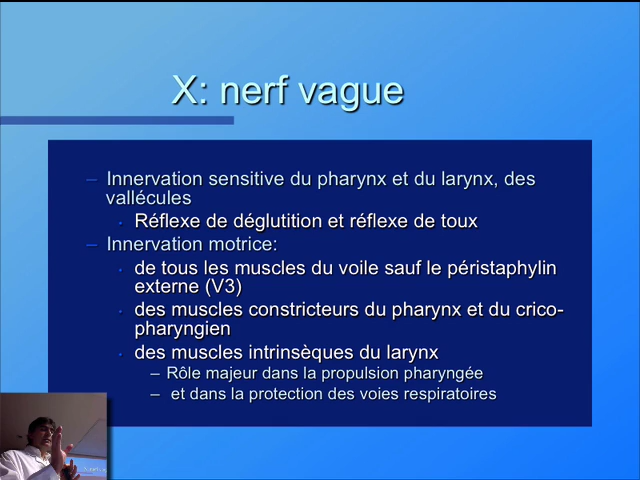 X: nerf vague
– Innervation sensitive du pharynx et du larynx, des
vallécules
· Réflexe de déglutition et réflexe de toux
– Innervation motrice:
· de tous les muscles du voile sauf le péristaphylin
externe (V3)
· des muscles constricteurs du pharynx et du crico-
pharyngien
· des muscles intrinsèques du larynx
– Rôle majeur dans la propulsion pharyngée
– et dans la protection des voies respiratoires